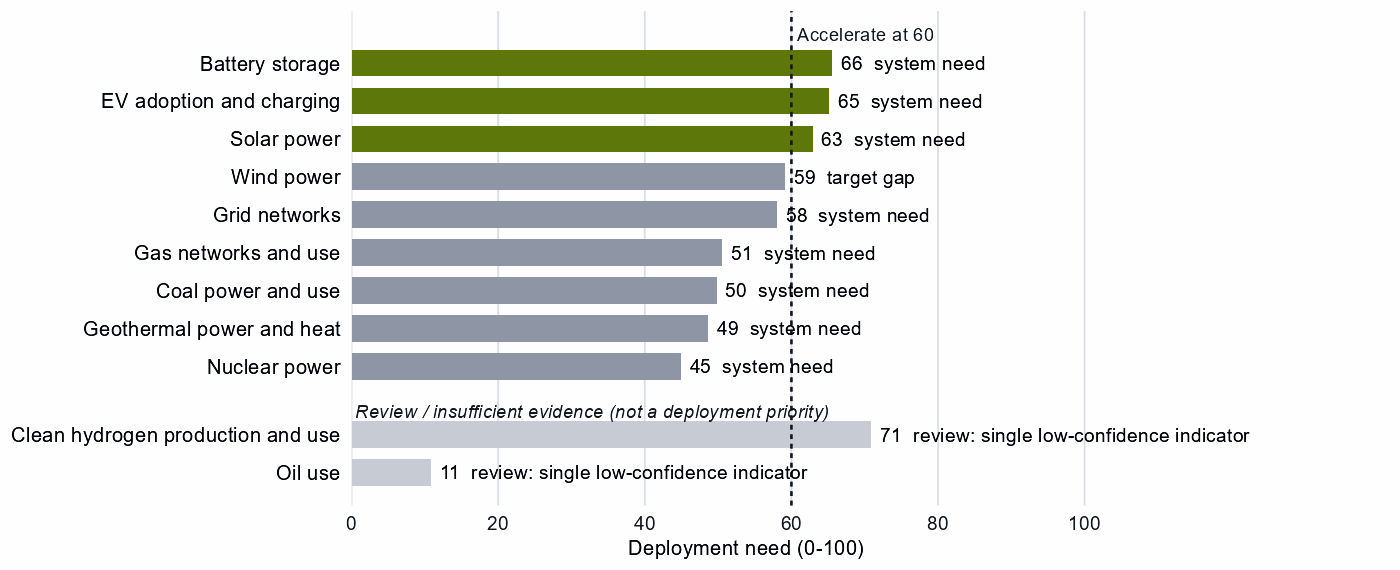 Accelerate at 60
Battery storage 66 system need
EV adoption and charging 65 system need
Solar power 63 system need
Wind power 59 target gap
Grid networks 58 system need
Gas networks and use 51 system need
Coal power and use 50 system need
Geothermal power and heat 49 system need
Nuclear power 45 system need
Review / insufficient evidence (not a deployment priority)
Clean hydrogen production and use 71 review: single low-confidence indicator
Oil use 11 review: single low-confidence indicator
0 20 40 60 80 100
Deployment need (0-100)